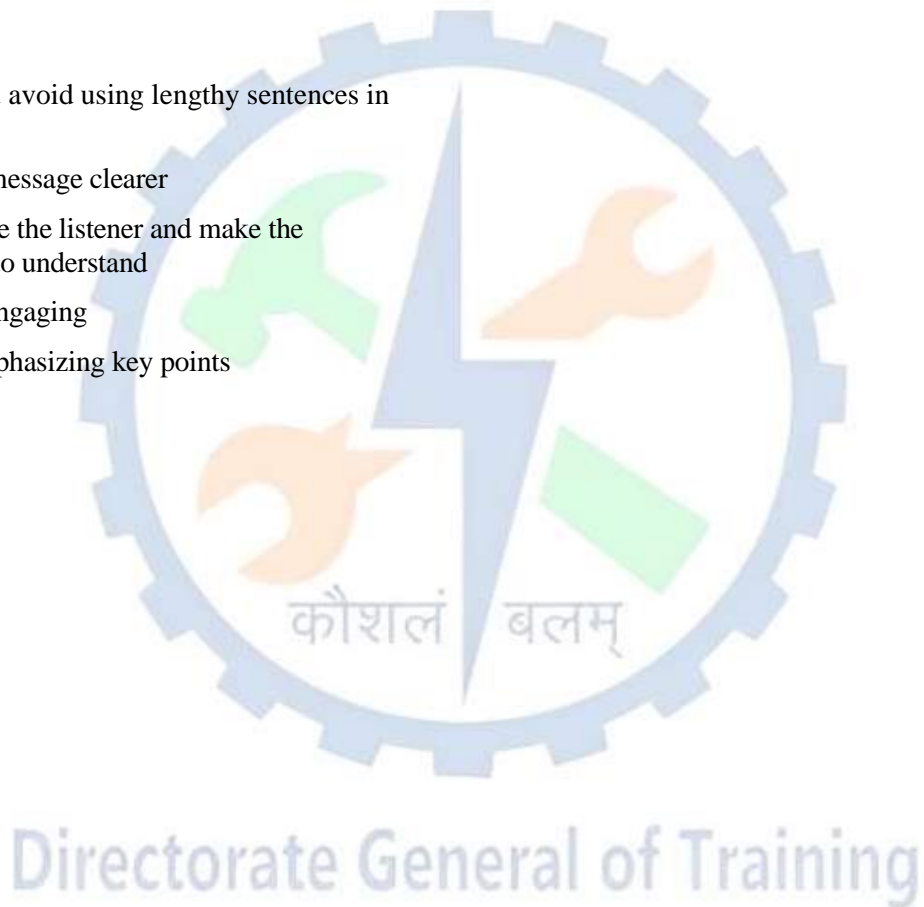 avoid using lengthy sentences in
message clearer
e the listener and make the
o understand
ngaging
phasizing key points
कौशलं बलम्
Directorate General of Training